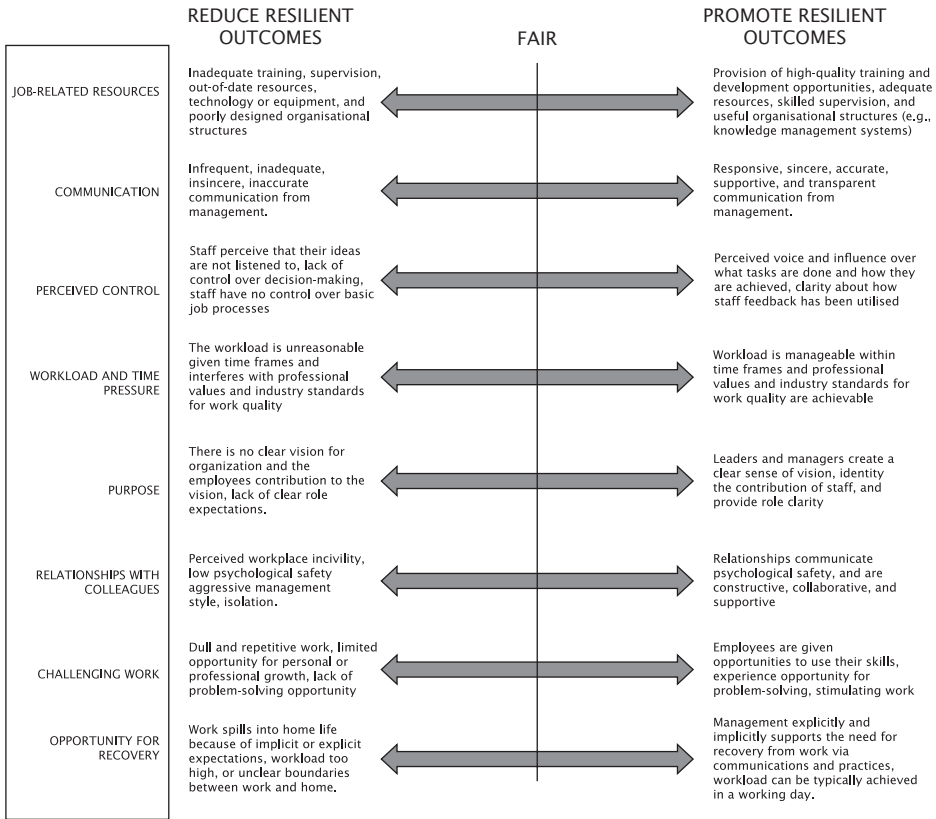 REDUCE RESILIENT
OUTCOMES
FAIR
PROMOTE RESILIENT
OUTCOMES
JOB-RELATED RESOURCES
Inadequate training, supervision,
out-of-date resources,
technology or equipment, and
poorly designed organisational
structures
Provision of high-quality training and
development opportunities, adequate
resources, skilled supervision, and
useful organisational structures (e.g.,
knowledge management systems)
COMMUNICATION
Infrequent, inadequate,
insincere, inaccurate
communication from
management.
Responsive, sincere, accurate,
supportive, and transparent
communication from
management.
PERCEIVED CONTROL
Staff perceive that their ideas
are not listened to, lack of
control over decision-making,
staff have no control over basic
job processes
Perceived voice and influence over
what tasks are done and how they
are achieved, clarity about how
staff feedback has been utilised
WORKLOAD AND TIME
PRESSURE
The workload is unreasonable
given time frames and
interferes with professional
values and industry standards
for work quality
Workload is manageable within
time frames and professional
values and industry standards for
work quality are achievable
PURPOSE
There is no clear vision for
organization and the
employees contribution to the
vision, lack of clear role
expectations.
Leaders and managers create a
clear sense of vision, identity
the contribution of staff, and
provide role clarity
RELATIONSHIPS WITH
COLLEAGUES
Perceived workplace incivility,
low psychological safety
aggressive management
style, isolation.
Relationships communicate
psychological safety, and are
constructive, collaborative, and
supportive
CHALLENGING WORK
Dull and repetitive work, limited
opportunity for personal or
professional growth, lack of
problem-solving opportunity
Employees are given
opportunities to use their skills,
experience opportunity for
problem-solving, stimulating work
OPPORTUNITY FOR
RECOVERY
Work spills into home life
because of implicit or explicit
expectations, workload too
high, or unclear boundaries
between work and home.
Management explicitly and
implicitly supports the need for
recovery from work via
communications and practices,
workload can be typically achieved
in a working day.